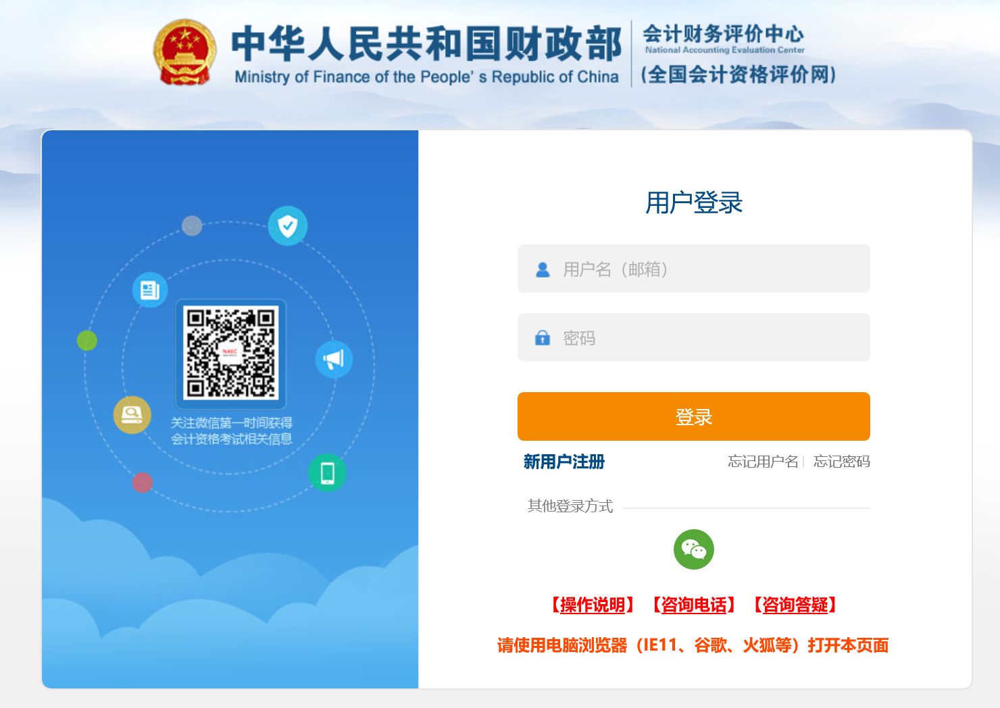 中华人民共和国财政部
Ministry of Finance of the People's Republic of China
会计财务评价中心
National Accounting Evaluation Center
(全国会计资格评价网)
NAEC
关注微信第一时间获得
会计资格考试相关信息
用户登录
用户名（邮箱）
密码
登录
新用户注册 忘记用户名 | 忘记密码
其他登录方式
【操作说明】 【咨询电话】 【咨询答疑】
请使用电脑浏览器（IE11、谷歌、火狐等）打开本页面